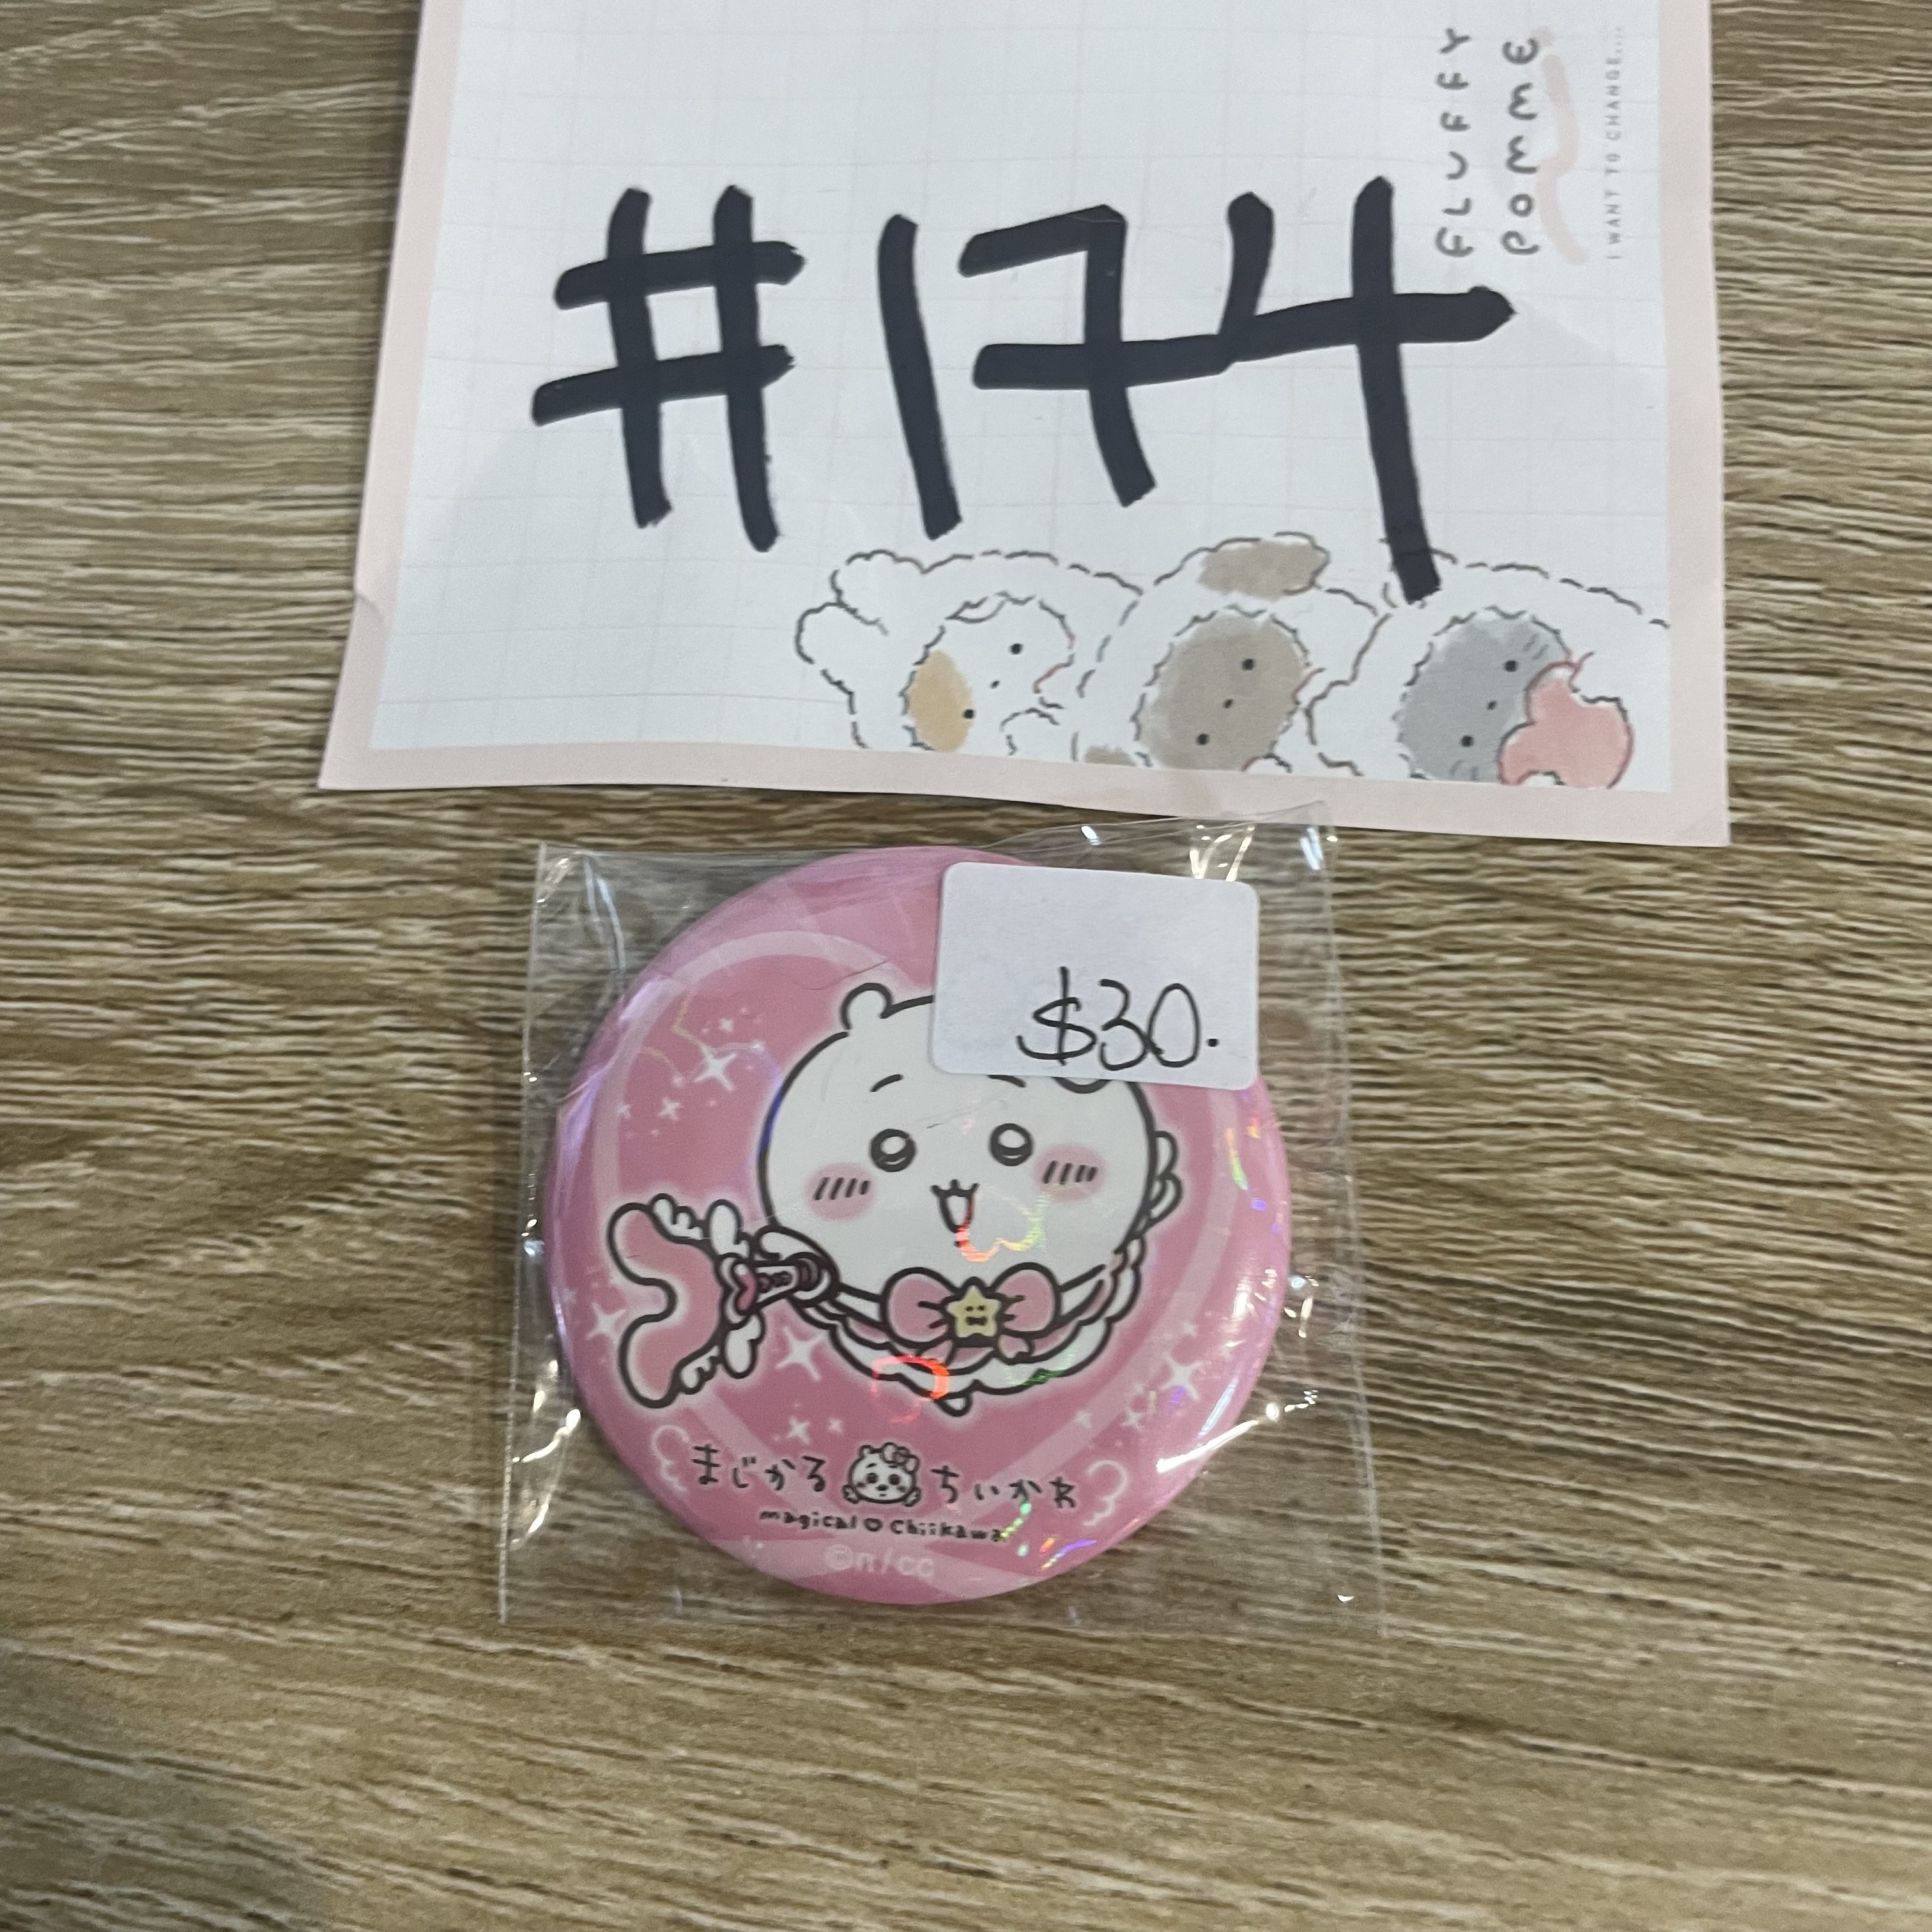 #174
FLUFFY
POMME
I WANT TO CHANGE....
$30.
まじかる ちいかわ
magical♡Chiikawa
©n/cc